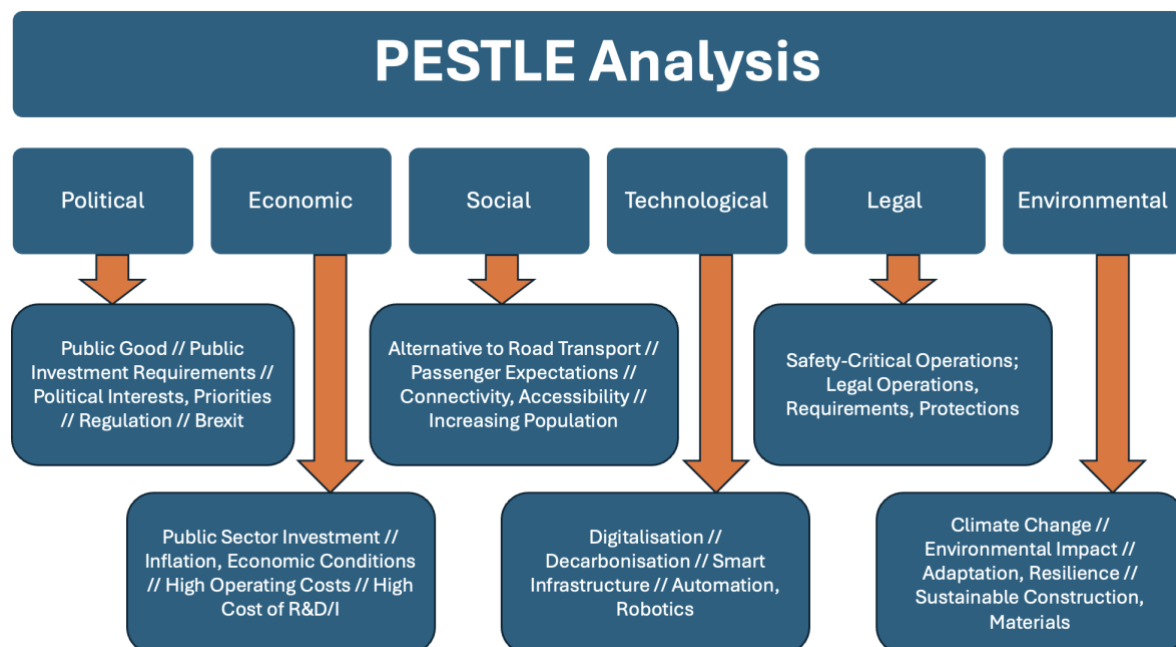 PESTLE Analysis
Political
Economic
Social
Technological
Legal
Environmental
Public Good // Public
Investment Requirements //
Political Interests, Priorities
// Regulation // Brexit
Alternative to Road Transport //
Passenger Expectations //
Connectivity, Accessibility //
Increasing Population
Safety-Critical Operations;
Legal Operations,
Requirements, Protections
Public Sector Investment //
Inflation, Economic Conditions
// High Operating Costs // High
Cost of R&D/I
Digitalisation //
Decarbonisation // Smart
Infrastructure // Automation,
Robotics
Climate Change //
Environmental Impact //
Adaptation, Resilience //
Sustainable Construction,
Materials